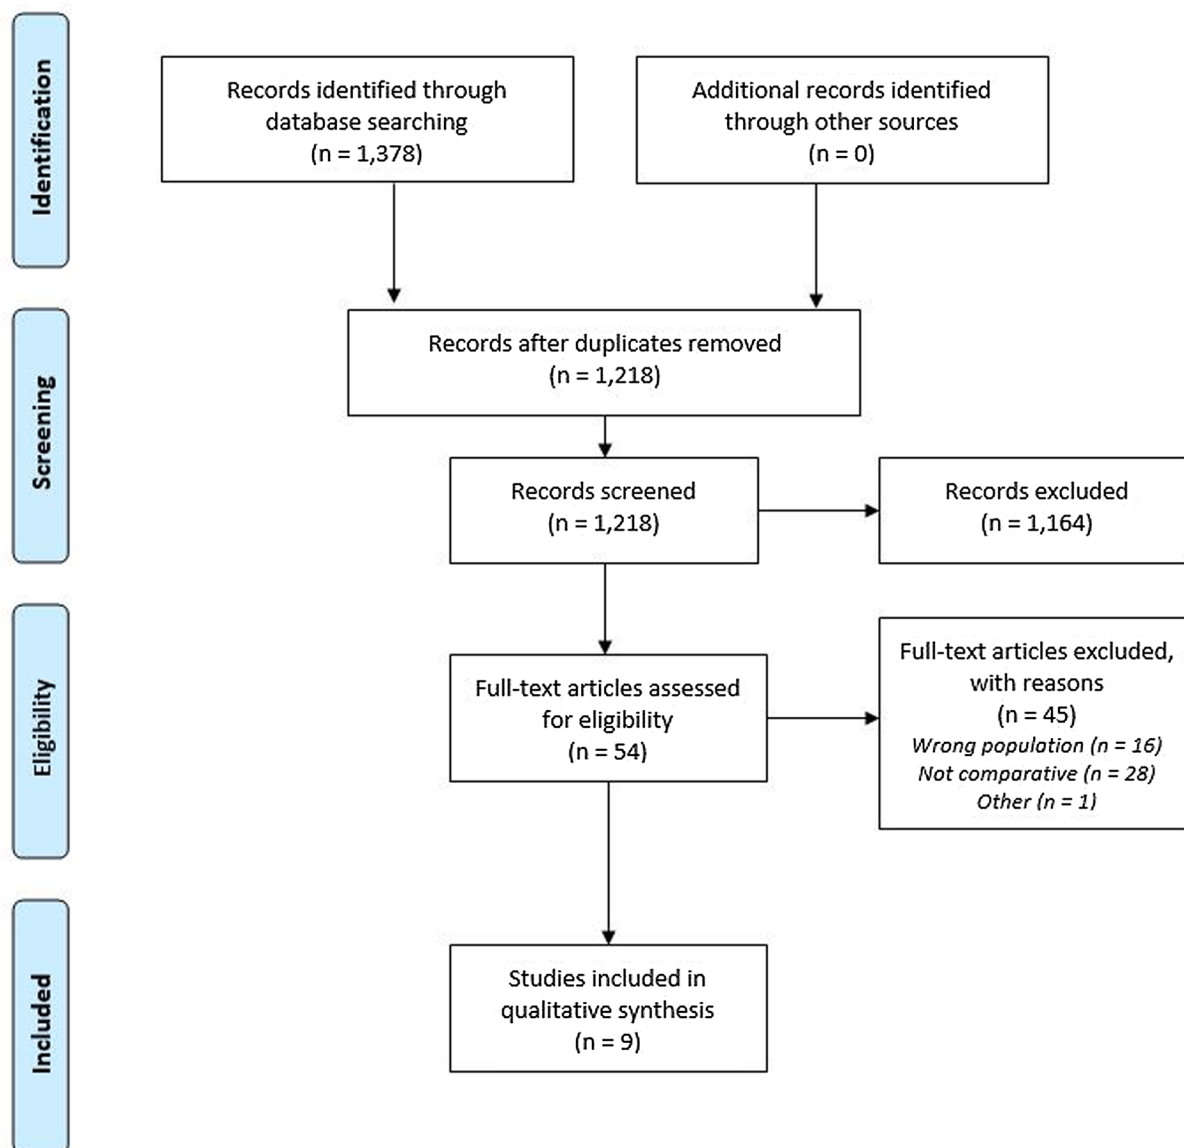 Identification
Records identified through
database searching
(n = 1,378)
Additional records identified
through other sources
(n = 0)
Screening
Records after duplicates removed
(n = 1,218)
Records screened
(n = 1,218)
Records excluded
(n = 1,164)
Eligibility
Full-text articles assessed
for eligibility
(n = 54)
Full-text articles excluded,
with reasons
(n = 45)
Wrong population (n = 16)
Not comparative (n = 28)
Other (n = 1)
Included
Studies included in
qualitative synthesis
(n = 9)